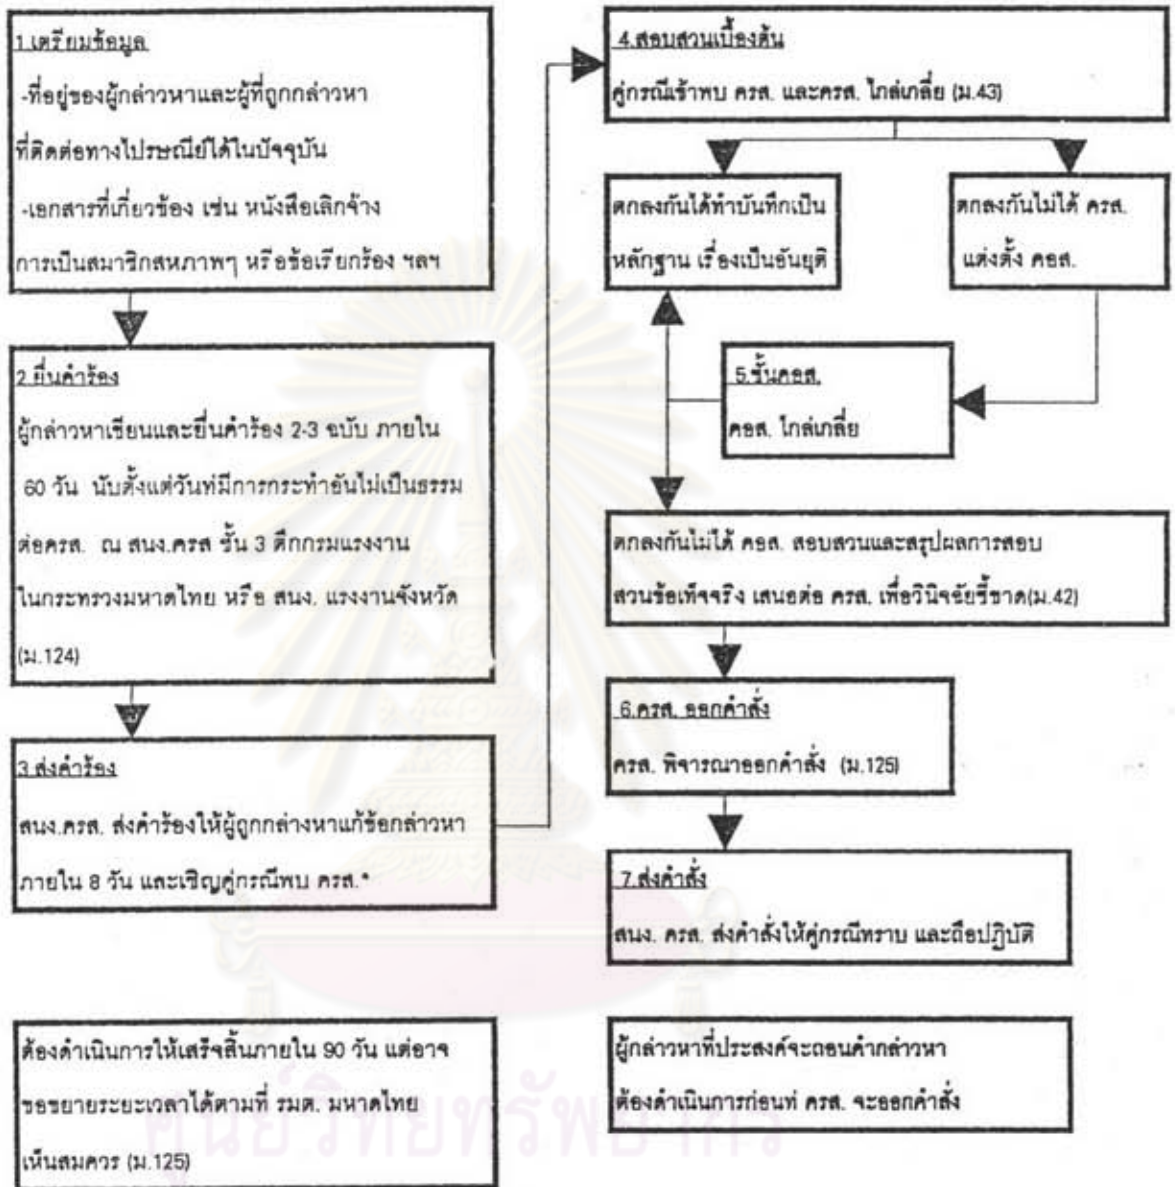 1.เตรียมข้อมูล
-ที่อยู่ของผู้กล่าวหาและผู้ที่ถูกกล่าวหา
ที่ติดต่อทางไปรษณีย์ได้ในปัจจุบัน
-เอกสารที่เกี่ยวข้อง เช่น หนังสือเลิกจ้าง
การเป็นสมาชิกสหภาพๆ หรือข้อเรียกร้อง ฯลฯ
2.ยื่นคำร้อง
ผู้กล่าวหาเขียนและยื่นคำร้อง 2-3 ฉบับ ภายใน
60 วัน นับตั้งแต่วันท่มีการกระทำอันไม่เป็นธรรม
ต่อครส. ณ สนง.ครส ชั้น 3 ตึกกรมแรงงาน
ในกระทรวงมหาดไทย หรือ สนง. แรงงานจังหวัด
(ม.124)
3.ส่งคำร้อง
สนง.ครส. ส่งคำร้องให้ผู้ถูกกล่างหาแก้ข้อกล่าวหา
ภายใน 8 วัน และเชิญคู่กรณีพบ ครส.*
ต้องดำเนินการให้เสร็จสิ้นภายใน 90 วัน แต่อาจ
ขอขยายระยะเวลาได้ตามที่ รมต. มหาดไทย
เห็นสมควร (ม.125)
4.สอบสวนเบื้องต้น
คู่กรณีเข้าพบ ครส. และครส. ไกล่เกลี่ย (ม.43)
ตกลงกันได้ทำบันทึกเป็น
หลักฐาน เรื่องเป็นอันยุติ
ตกลงกันไม่ได้ ครส.
แต่งตั้ง คอส.
5.ชั้นคอส.
คอส. ไกล่เกลี่ย
ตกลงกันไม่ได้ คอส. สอบสวนและสรุปผลการสอบ
สวนข้อเท็จจริง เสนอต่อ ครส. เพื่อวินิจฉัยชี้ขาด(ม.42)
6.ครส. ออกคำสั่ง
ครส. พิจารณาออกคำสั่ง (ม.125)
7.ส่งคำสั่ง
สนง. ครส. ส่งคำสั่งให้คู่กรณีทราบ และถือปฏิบัติ
ผู้กล่าวหาที่ประสงค์จะถอนคำกล่าวหา
ต้องดำเนินการก่อนท่ ครส. จะออกคำสั่ง
ศูนย์วิทยทรัพยากร